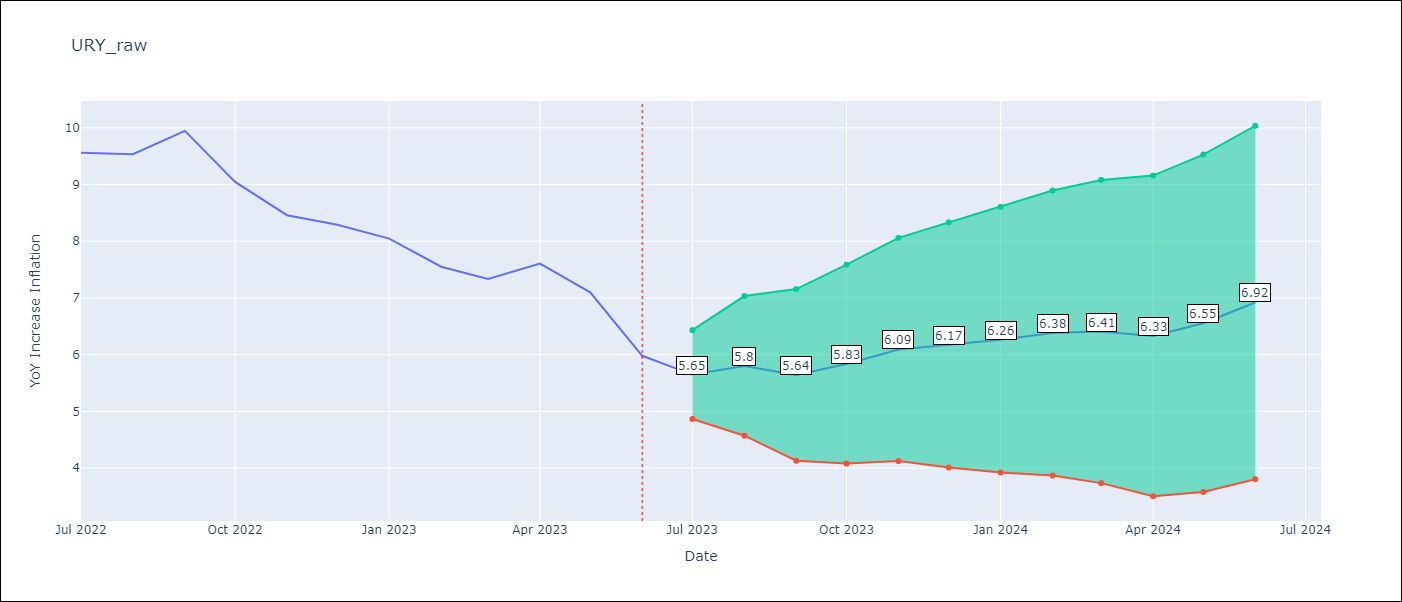 URY_raw
YoY Increase Inflation
10
9
8
7
6
5
4
5.65
5.8
5.64
5.83
6.09
6.17
6.26
6.38
6.41
6.33
6.55
6.92
Jul 2022
Oct 2022
Jan 2023
Apr 2023
Jul 2023
Oct 2023
Jan 2024
Apr 2024
Jul 2024
Date